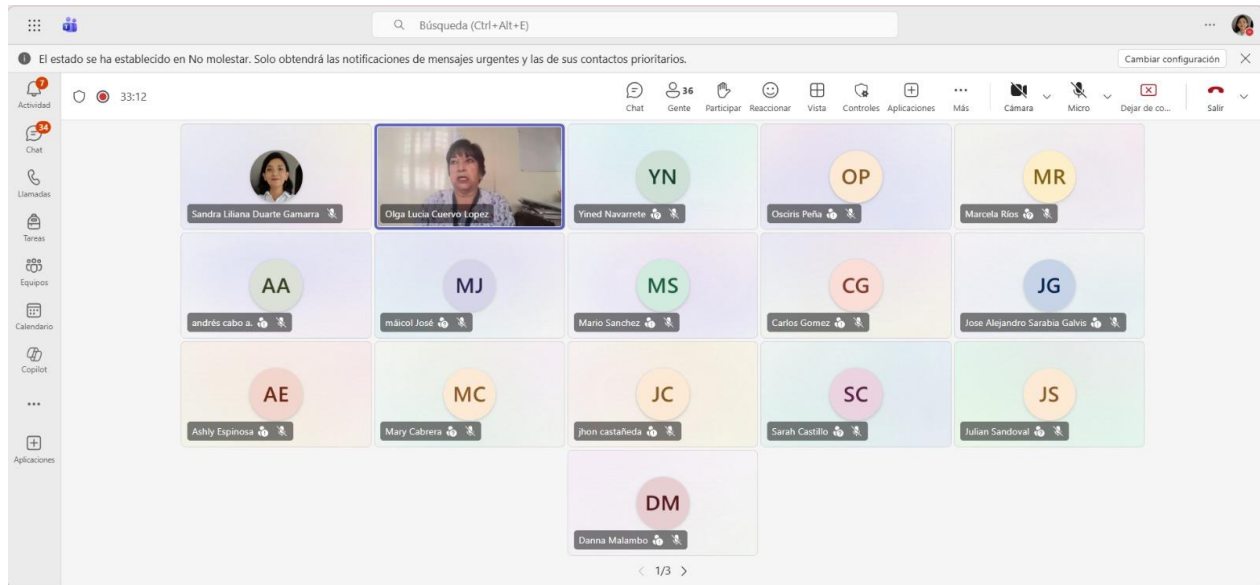 Búsqueda (Ctrl+Alt+E)
El estado se ha establecido en No molestar. Solo obtendrá las notificaciones de mensajes urgentes y las de sus contactos prioritarios.
Cambiar configuración
7
Actividad
34
Chat
Llamadas
Tareas
Equipos
Calendario
Copilot
Aplicaciones
33:12
Chat
36
Gente
Participar
Reaccionar
Vista
Controles
Aplicaciones
Más
Cámara
Micro
Dejar de co...
Salir
Sandra Liliana Duarte Gamarra
Olga Lucia Cuervo Lopez
YN
Yined Navarrete
OP
Osciris Peña
MR
Marcela Ríos
AA
andrés cabo a.
MJ
máicol José
MS
Mario Sanchez
CG
Carlos Gomez
JG
Jose Alejandro Sarabia Galvis
AE
Ashly Espinosa
MC
Mary Cabrera
JC
jhon castañeda
SC
Sarah Castillo
JS
Julian Sandoval
DM
Danna Malambo
1/3